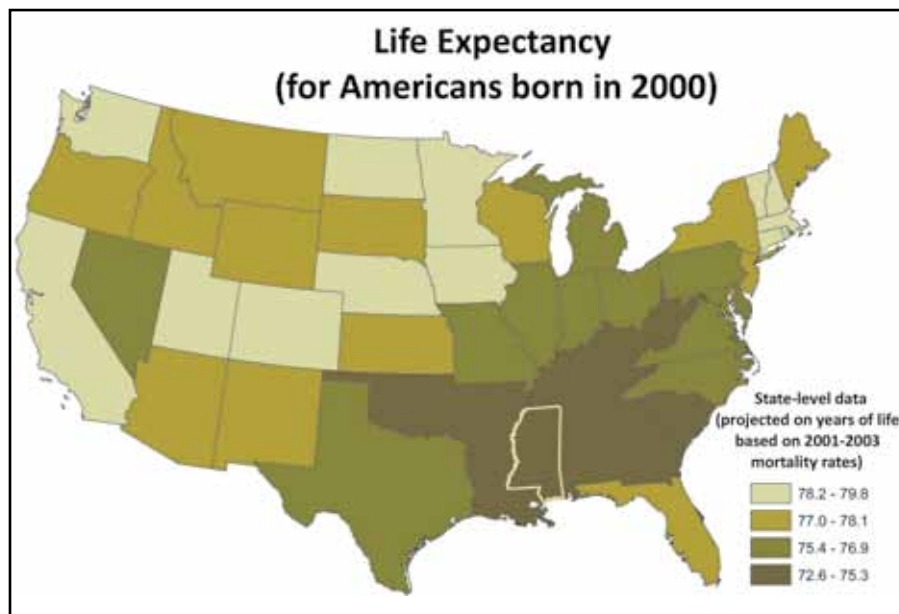 Life Expectancy
(for Americans born in 2000)
State-level data
(projected on years of life
based on 2001-2003
mortality rates)
78.2 - 79.8
77.0 - 78.1
75.4 - 76.9
72.6 - 75.3